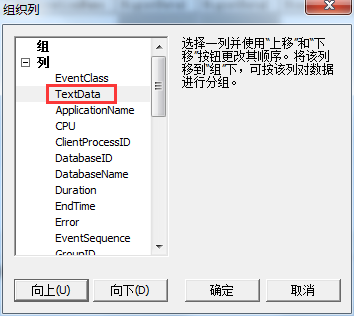 组织列
组
列
EventClass
TextData
ApplicationName
CPU
ClientProcessID
DatabaseID
DatabaseName
Duration
EndTime
Error
EventSequence
GroupID
选择一列并使用“上移”和“下
移”按钮更改其顺序。将该列
移到“组”下，可按该列对数据
进行分组。
向上(U)
向下(D)
确定
取消